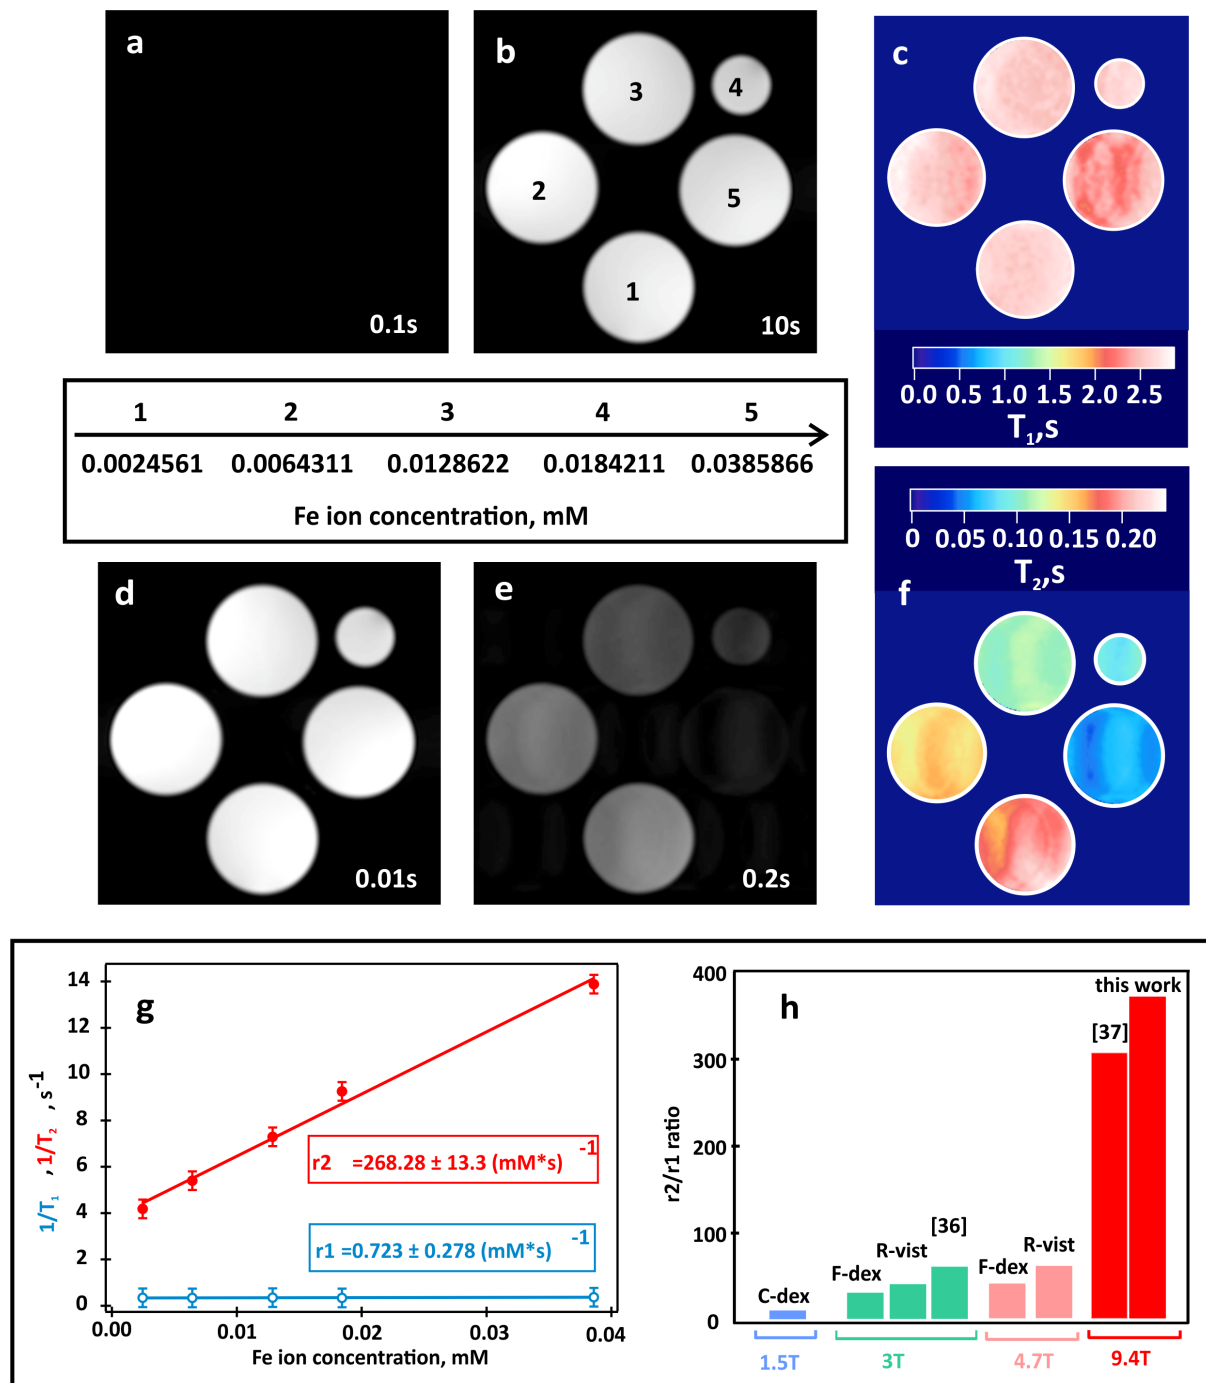 a
0.1s
b
3
4
2
5
1
10s
c
0.0 0.5 1.0 1.5 2.0 2.5
T1,s
1 2 3 4 5
0.0024561 0.0064311 0.0128622 0.0184211 0.0385866
Fe ion concentration, mM
0 0.05 0.10 0.15 0.20
T2,s
d
0.01s
e
0.2s
f
g
1/T1 , 1/T2 , s-1
14
12
10
8
6
4
2
0
r2 =268.28 ± 13.3 (mM*s) -1
r1 =0.723 ± 0.278 (mM*s) -1
0.00 0.01 0.02 0.03 0.04
Fe ion concentration, mM
h
r2/r1 ratio
400
300
200
100
0
this work
[37]
[36]
R-vist
F-dex
R-vist
F-dex
C-dex
1.5T 3T 4.7T 9.4T